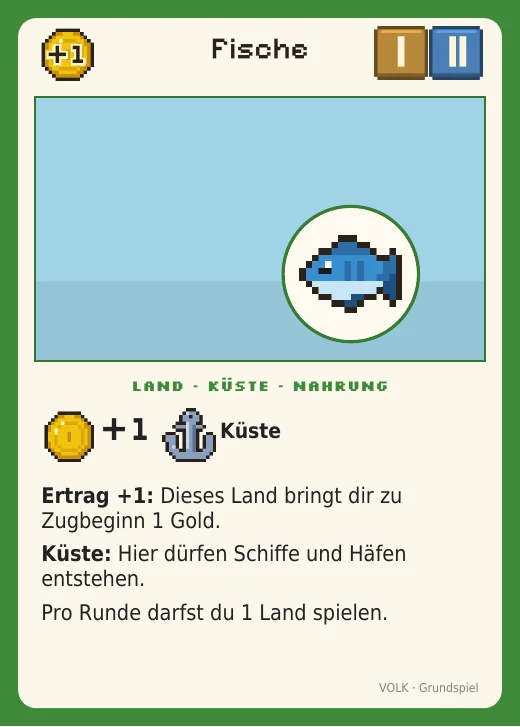 +1 Fische I II
LAND - KÜSTE - NAHRUNG
+1 Küste
Ertrag +1: Dieses Land bringt dir zu
Zugbeginn 1 Gold.
Küste: Hier dürfen Schiffe und Häfen
entstehen.
Pro Runde darfst du 1 Land spielen.
VOLK · Grundspiel